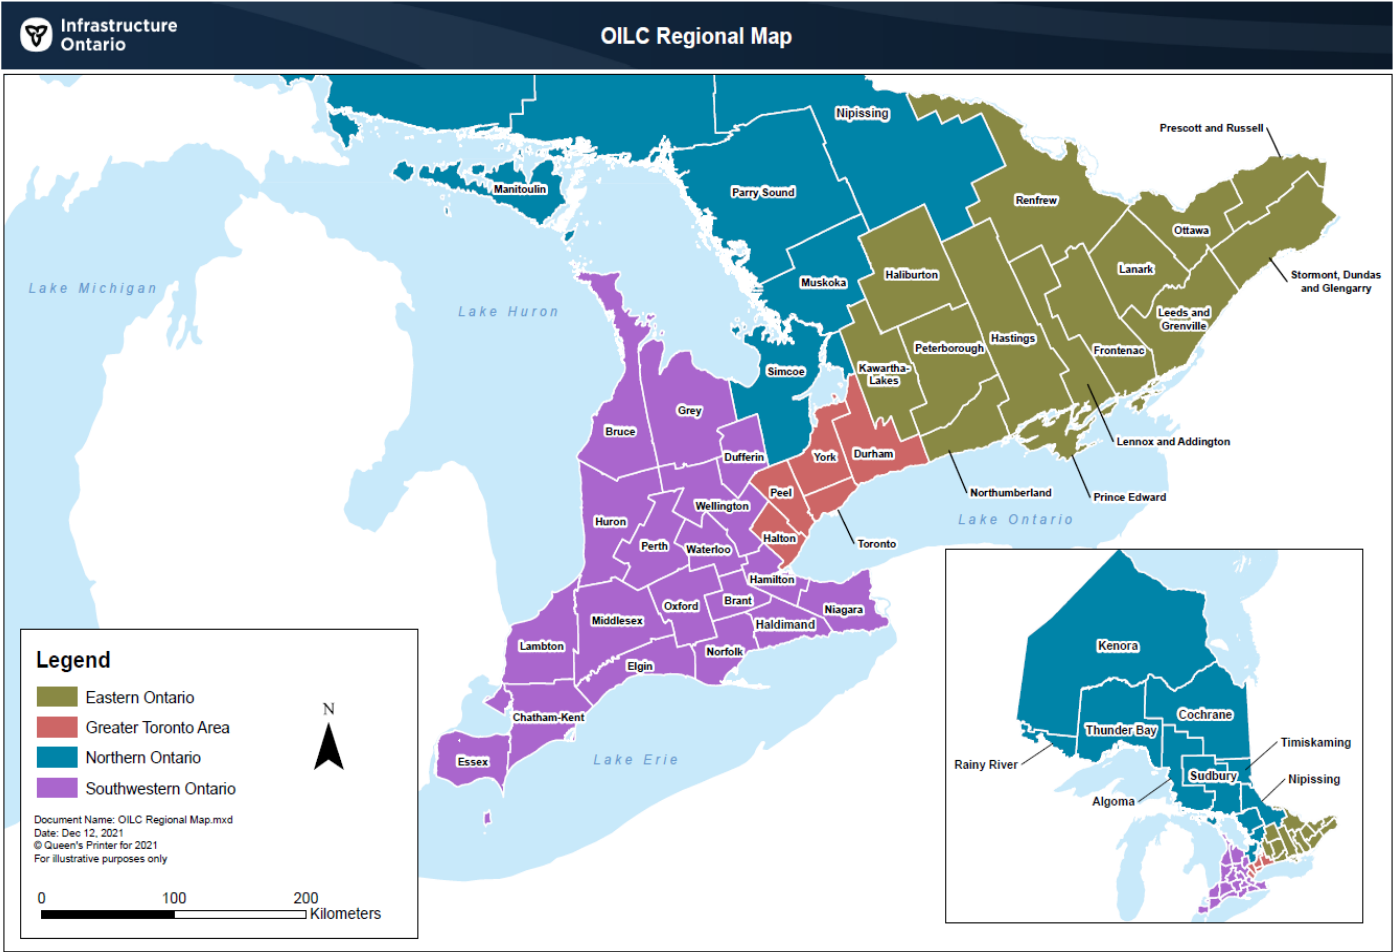 Infrastructure
Ontario
OILC Regional Map
Nipissing
Prescott and Russell
Manitoulin
Parry Sound
Renfrew
Ottawa
Lanark
Stormont, Dundas
and Glengarry
Lake Michigan
Lake Huron
Muskoka
Haliburton
Leeds and
Grenville
Hastings
Peterborough
Frontenac
Simcoe
Kawartha-
Lakes
Grey
Bruce
Lennox and Addington
Dufferin
York
Durham
Peel
Northumberland
Prince Edward
Wellington
Lake Ontario
Huron
Halton
Toronto
Perth
Waterloo
Hamilton
Brant
Oxford
Niagara
Middlesex
Haldimand
Lambton
Norfolk
Elgin
Chatham-Kent
Essex
Lake Erie
Legend
Eastern Ontario
Greater Toronto Area
Northern Ontario
Southwestern Ontario
N
Document Name: OILC Regional Map.mxd
Date: Dec 12, 2021
© Queen's Printer for 2021
For illustrative purposes only
0 100 200
Kilometers
Kenora
Cochrane
Thunder Bay
Timiskaming
Rainy River
Sudbury
Nipissing
Algoma